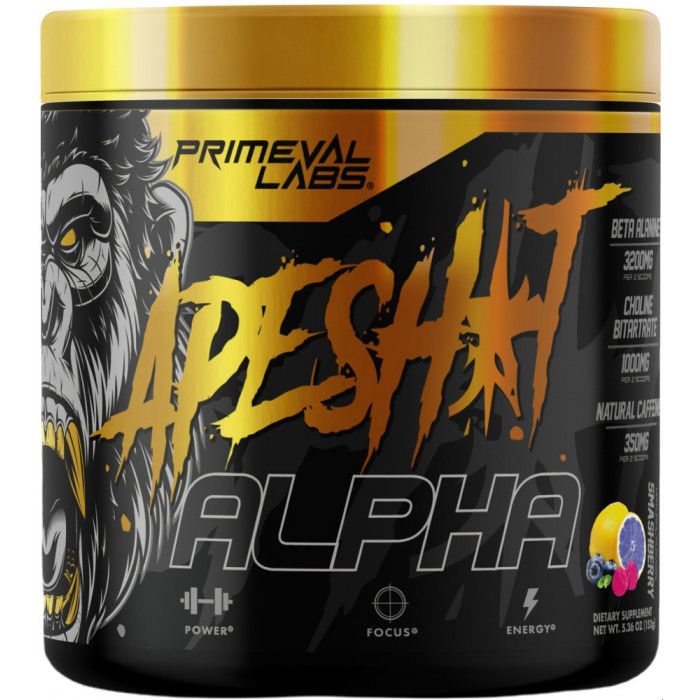 PRIMEVAL
LABS®
APESH*T
ALPHA
POWER◊
FOCUS◊
ENERGY◊
BETA ALANINE
3200MG
PER 2 SCOOPS
CHOLINE
BITARTRATE
1000MG
PER 2 SCOOPS
NATURAL CAFFEINE
350MG
PER 2 SCOOPS
SMASHBERRY
DIETARY SUPPLEMENT
NET WT. 5.36 OZ (152g)